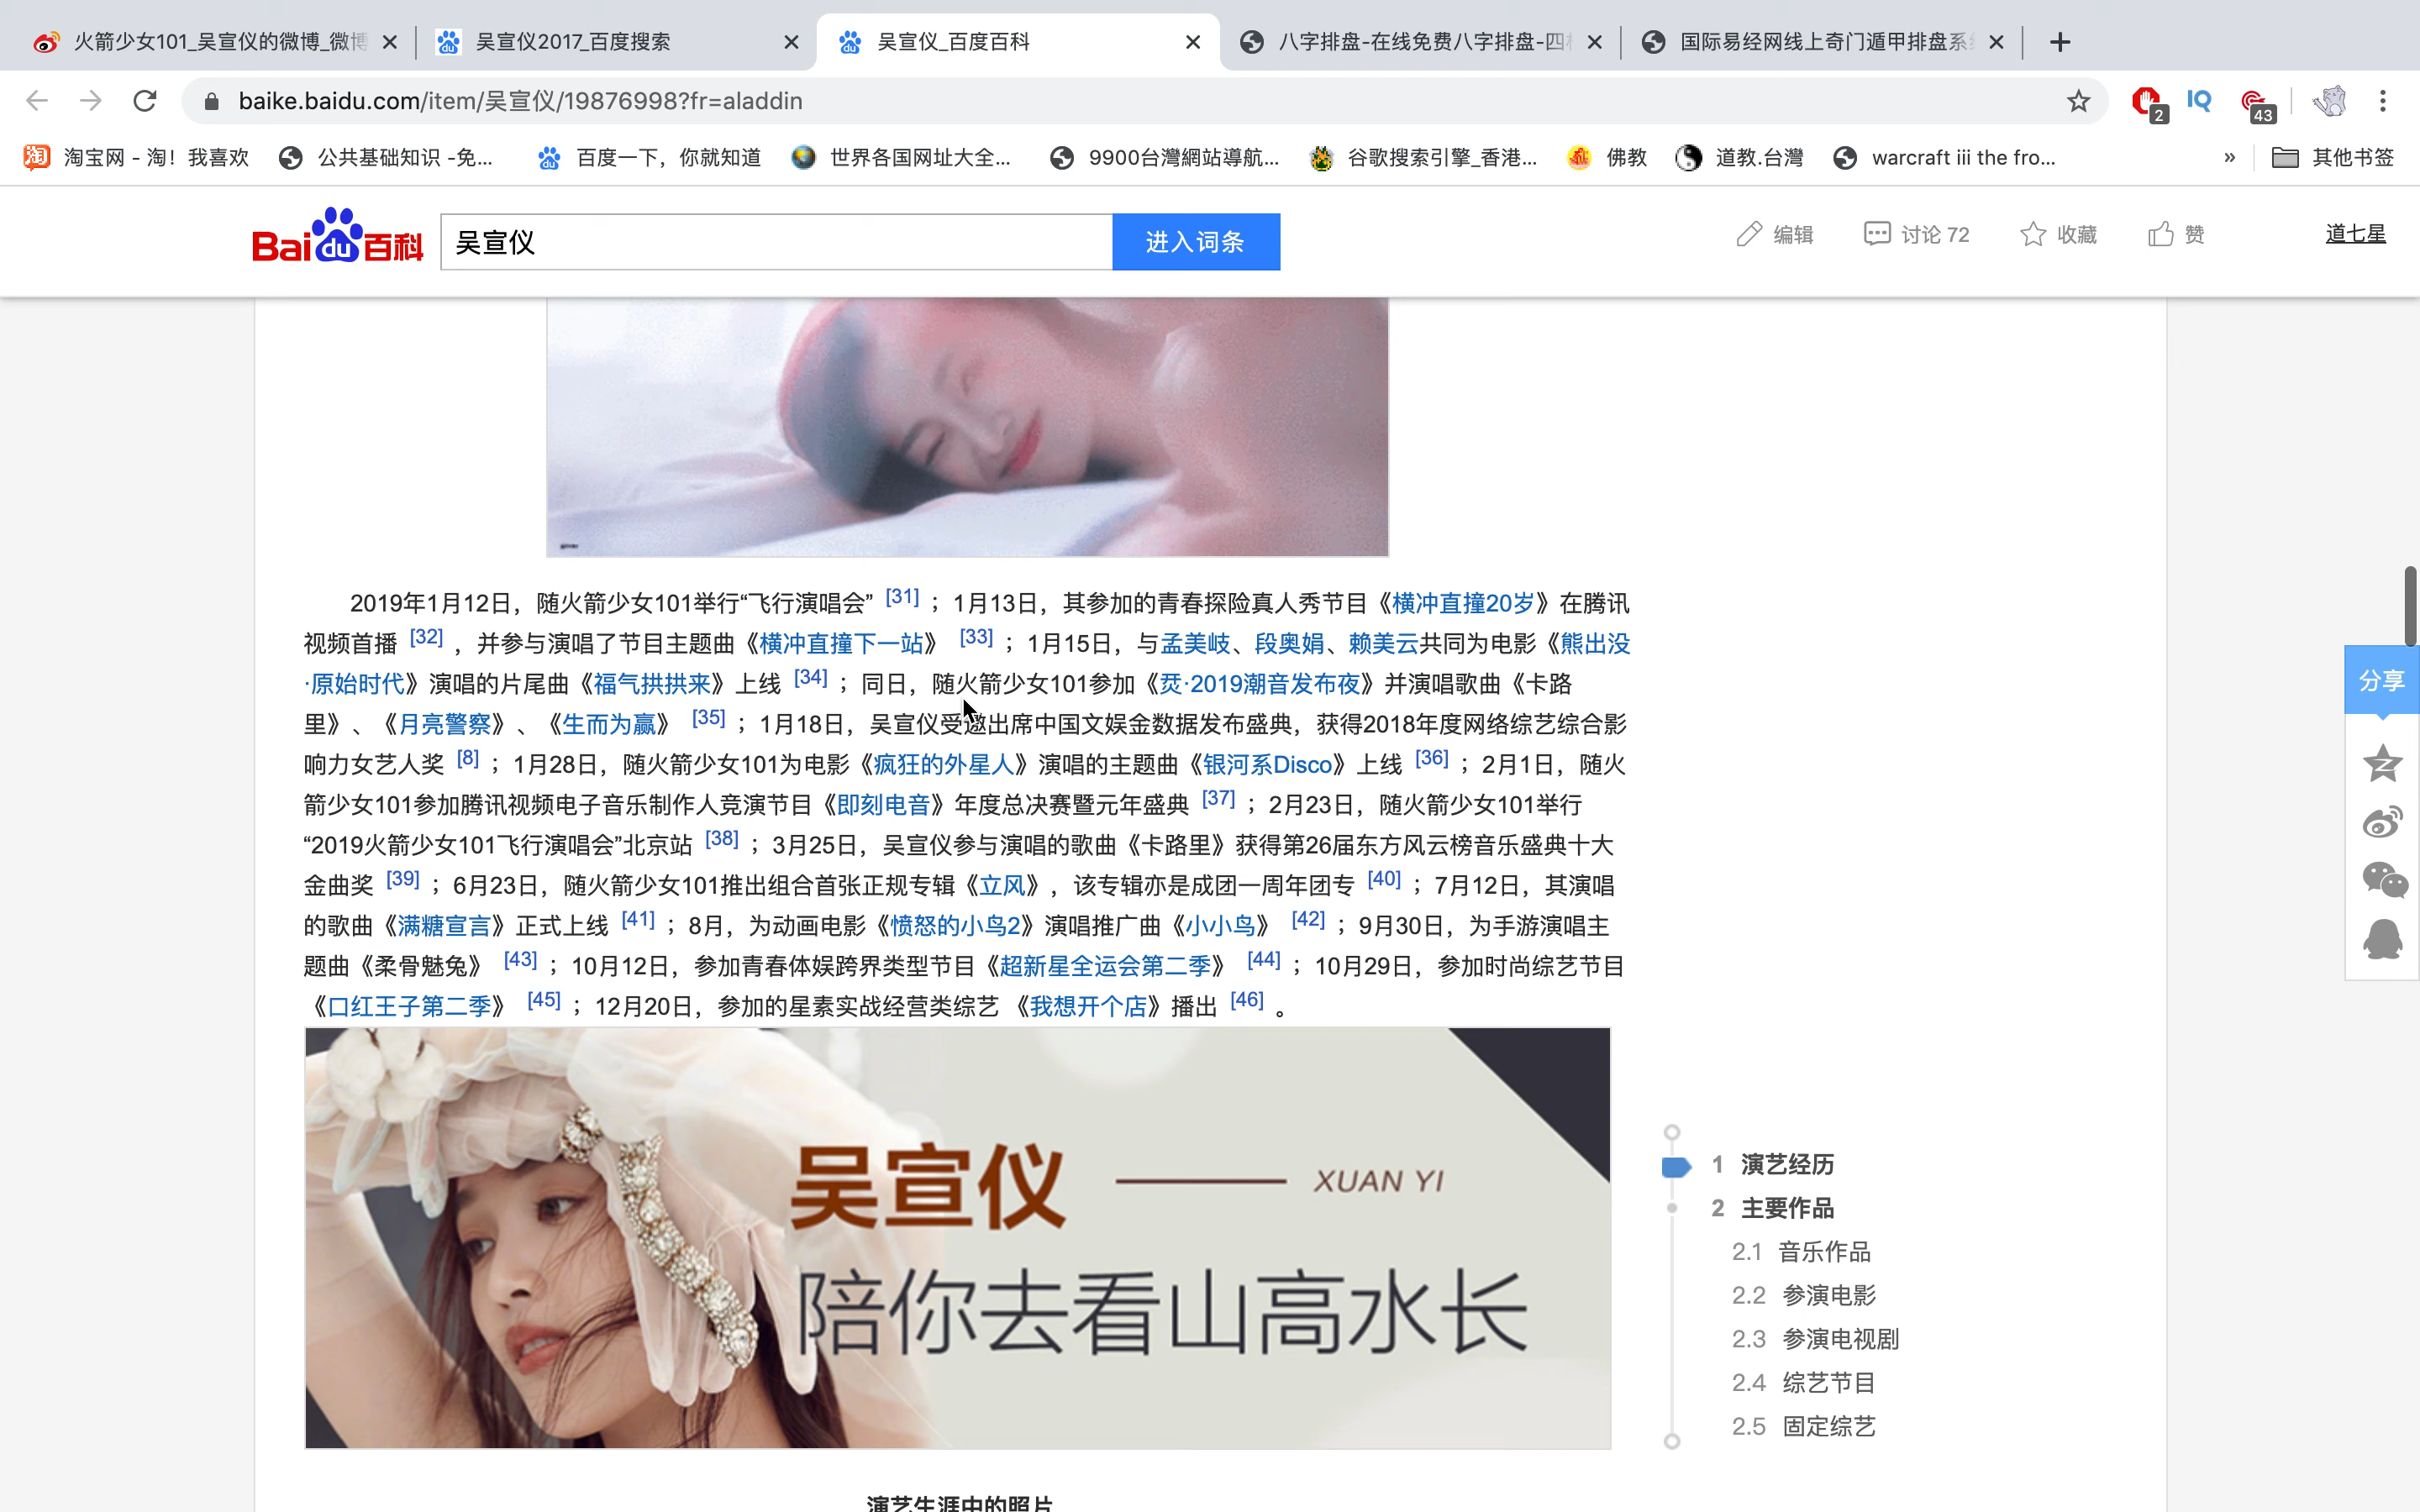 火箭少女101_吴宣仪的微博_微博
吴宣仪2017_百度搜索
吴宣仪_百度百科
八字排盘-在线免费八字排盘-四
国际易经网线上奇门遁甲排盘系
baike.baidu.com/item/吴宣仪/19876998?fr=aladdin
2
IQ
43
淘 淘宝网 - 淘！我喜欢
公共基础知识 -免...
百度一下，你就知道
世界各国网址大全...
9900台灣網站導航...
谷歌搜索引擎_香港...
佛教
道教.台灣
warcraft iii the fro...
»
其他书签
Bai du 百科
吴宣仪
进入词条
编辑
讨论 72
收藏
赞
道七星
2019年1月12日，随火箭少女101举行“飞行演唱会” [31] ；1月13日，其参加的青春探险真人秀节目《横冲直撞20岁》在腾讯
视频首播 [32] ，并参与演唱了节目主题曲《横冲直撞下一站》 [33] ；1月15日，与孟美岐、段奥娟、赖美云共同为电影《熊出没
·原始时代》演唱的片尾曲《福气拱拱来》上线 [34] ；同日，随火箭少女101参加《烎·2019潮音发布夜》并演唱歌曲《卡路
里》、《月亮警察》、《生而为赢》 [35] ；1月18日，吴宣仪受邀出席中国文娱金数据发布盛典，获得2018年度网络综艺综合影
响力女艺人奖 [8] ；1月28日，随火箭少女101为电影《疯狂的外星人》演唱的主题曲《银河系Disco》上线 [36] ；2月1日，随火
箭少女101参加腾讯视频电子音乐制作人竞演节目《即刻电音》年度总决赛暨元年盛典 [37] ；2月23日，随火箭少女101举行
“2019火箭少女101飞行演唱会”北京站 [38] ；3月25日，吴宣仪参与演唱的歌曲《卡路里》获得第26届东方风云榜音乐盛典十大
金曲奖 [39] ；6月23日，随火箭少女101推出组合首张正规专辑《立风》，该专辑亦是成团一周年团专 [40] ；7月12日，其演唱
的歌曲《满糖宣言》正式上线 [41] ；8月，为动画电影《愤怒的小鸟2》演唱推广曲《小小鸟》 [42] ；9月30日，为手游演唱主
题曲《柔骨魅兔》 [43] ；10月12日，参加青春体娱跨界类型节目《超新星全运会第二季》 [44] ；10月29日，参加时尚综艺节目
《口红王子第二季》 [45] ；12月20日，参加的星素实战经营类综艺 《我想开个店》播出 [46] 。
分享
吴宣仪 XUAN YI
陪你去看山高水长
1 演艺经历
2 主要作品
2.1 音乐作品
2.2 参演电影
2.3 参演电视剧
2.4 综艺节目
2.5 固定综艺
演艺生涯中的照片